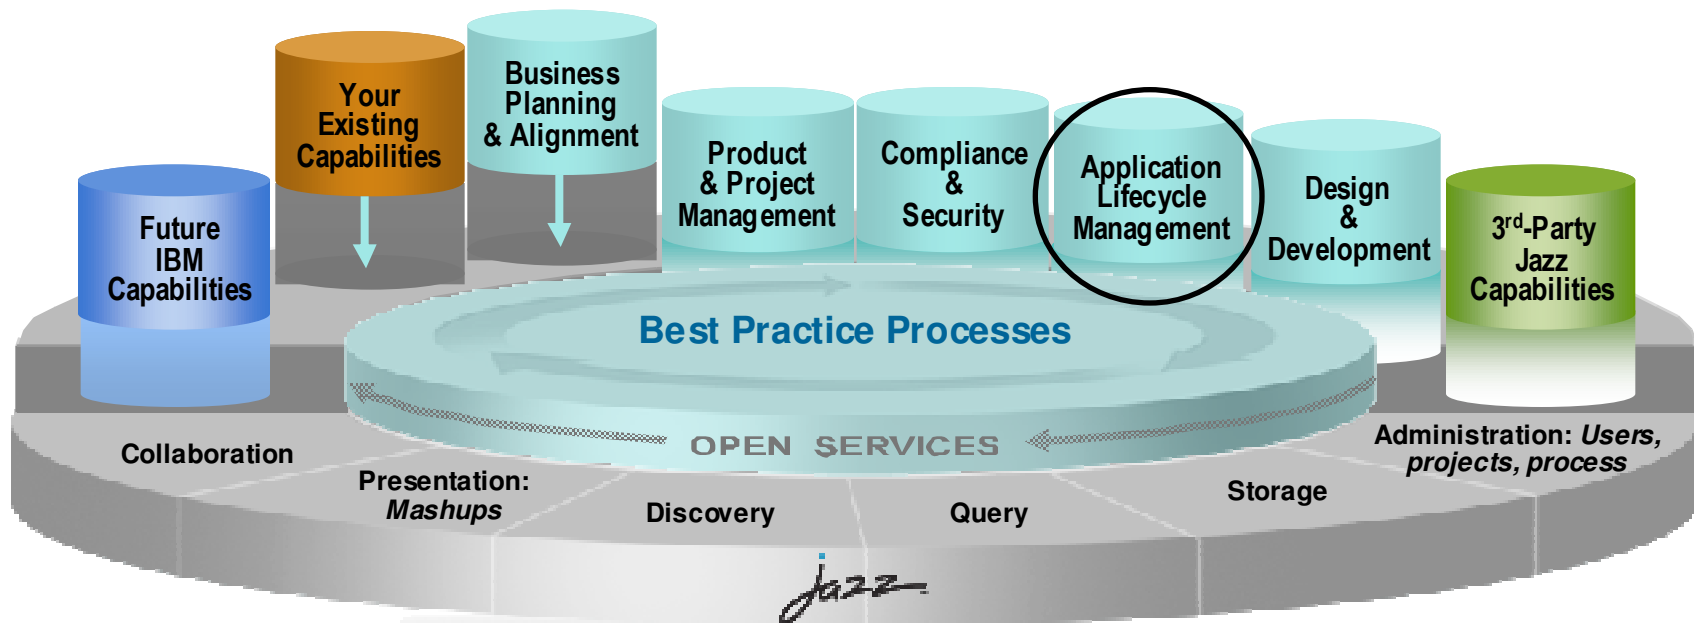 Your
Existing
Capabilities
Business
Planning
& Alignment
Product
& Project
Management
Compliance
&
Security
Application
Lifecycle
Management
Design
&
Development
Future
IBM
Capabilities
3rd-Party
Jazz
Capabilities
Best Practice Processes
OPEN SERVICES
Collaboration
Presentation:
Mashups
Discovery
Query
Storage
Administration: Users,
projects, process
jazz